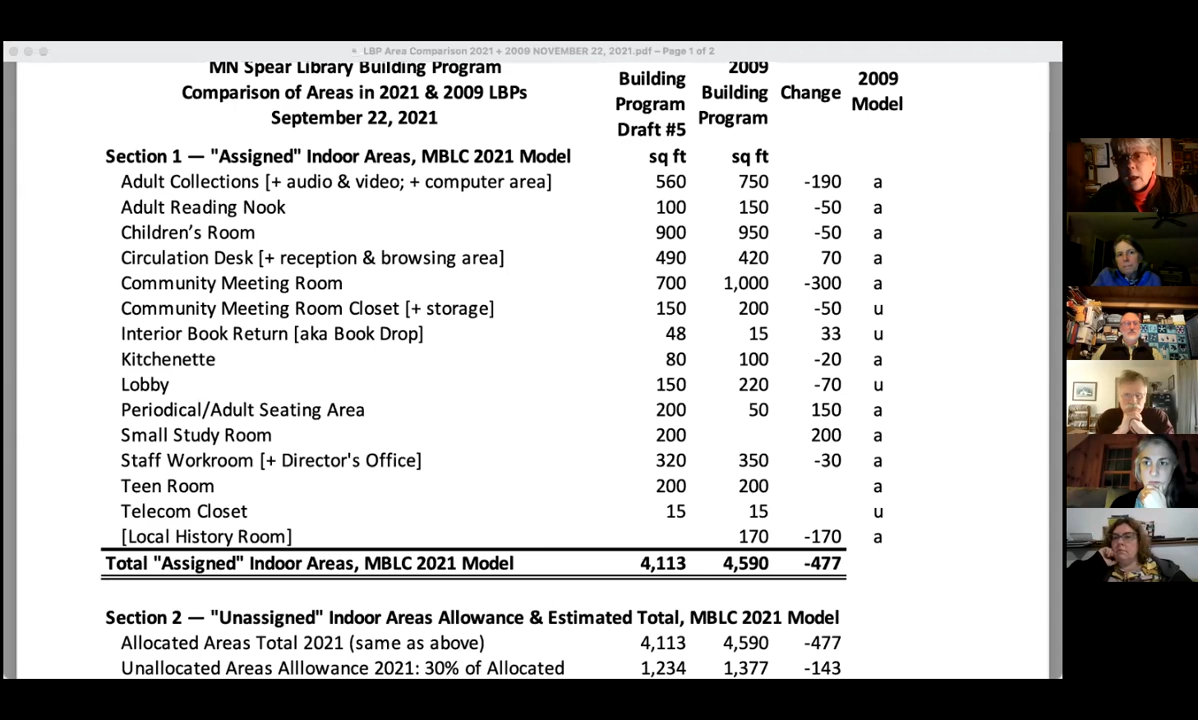 LBP Area Comparison 2021 + 2009 NOVEMBER 22, 2021.pdf – Page 1 of 2
MN Spear Library Building Program
Comparison of Areas in 2021 & 2009 LBPs
September 22, 2021
Building Program Draft #5
2009 Building Program
Change
2009 Model
Section 1 — "Assigned" Indoor Areas, MBLC 2021 Model sq ft sq ft
Adult Collections [+ audio & video; + computer area] 560 750 -190 a
Adult Reading Nook 100 150 -50 a
Children's Room 900 950 -50 a
Circulation Desk [+ reception & browsing area] 490 420 70 a
Community Meeting Room 700 1,000 -300 a
Community Meeting Room Closet [+ storage] 150 200 -50 u
Interior Book Return [aka Book Drop] 48 15 33 u
Kitchenette 80 100 -20 a
Lobby 150 220 -70 u
Periodical/Adult Seating Area 200 50 150 a
Small Study Room 200 200 a
Staff Workroom [+ Director's Office] 320 350 -30 a
Teen Room 200 200 a
Telecom Closet 15 15 u
[Local History Room] 170 -170 a
Total "Assigned" Indoor Areas, MBLC 2021 Model 4,113 4,590 -477
Section 2 — "Unassigned" Indoor Areas Allowance & Estimated Total, MBLC 2021 Model
Allocated Areas Total 2021 (same as above) 4,113 4,590 -477
Unallocated Areas Alllowance 2021: 30% of Allocated 1,234 1,377 -143